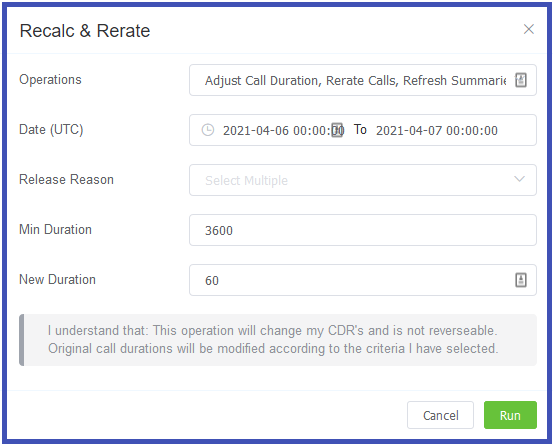 Recalc & Rerate
Operations Adjust Call Duration, Rerate Calls, Refresh Summarie
Date (UTC) 2021-04-06 00:00:00 To 2021-04-07 00:00:00
Release Reason Select Multiple
Min Duration 3600
New Duration 60
I understand that: This operation will change my CDR's and is not reverseable.
Original call durations will be modified according to the criteria I have selected.
Cancel Run